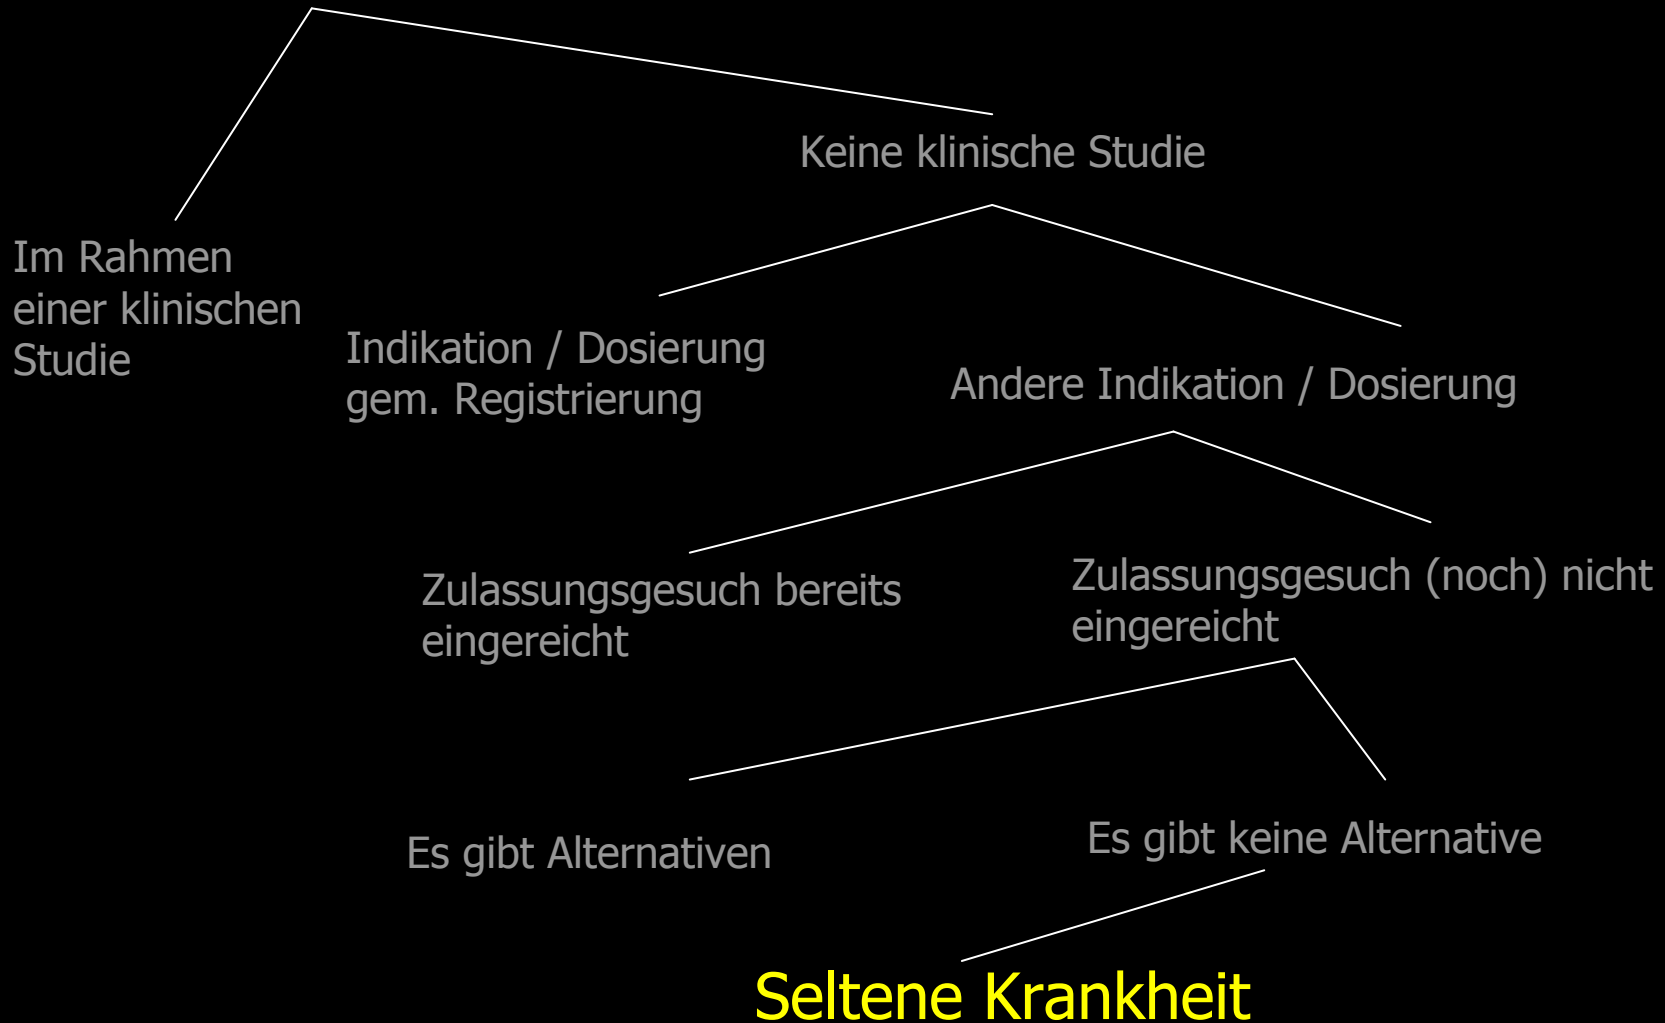 Keine klinische Studie
Im Rahmen
einer klinischen
Studie
Indikation / Dosierung
gem. Registrierung
Andere Indikation / Dosierung
Zulassungsgesuch bereits
eingereicht
Zulassungsgesuch (noch) nicht
eingereicht
Es gibt Alternativen
Es gibt keine Alternative
Seltene Krankheit